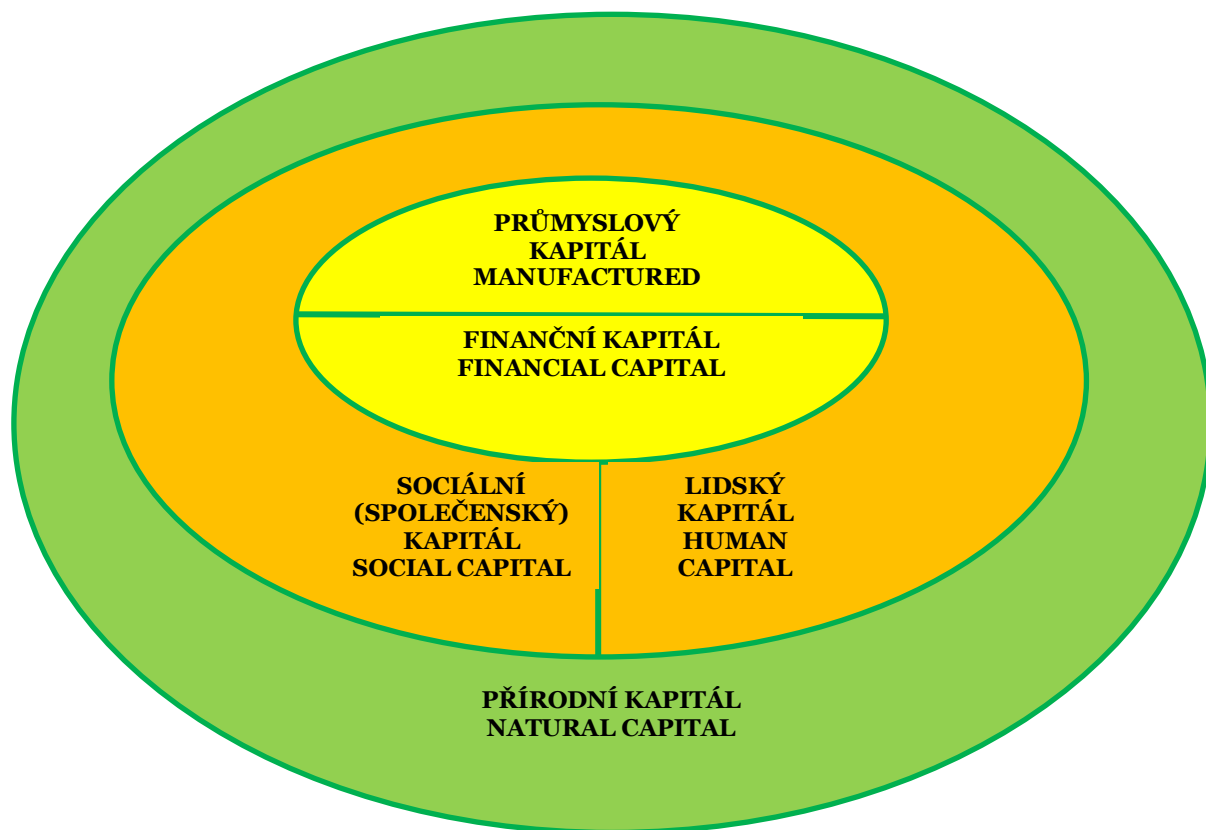 PRŮMYSLOVÝ
KAPITÁL
MANUFACTURED
FINANČNÍ KAPITÁL
FINANCIAL CAPITAL
SOCIÁLNÍ
(SPOLEČENSKÝ)
KAPITÁL
SOCIAL CAPITAL
LIDSKÝ
KAPITÁL
HUMAN
CAPITAL
PŘÍRODNÍ KAPITÁL
NATURAL CAPITAL